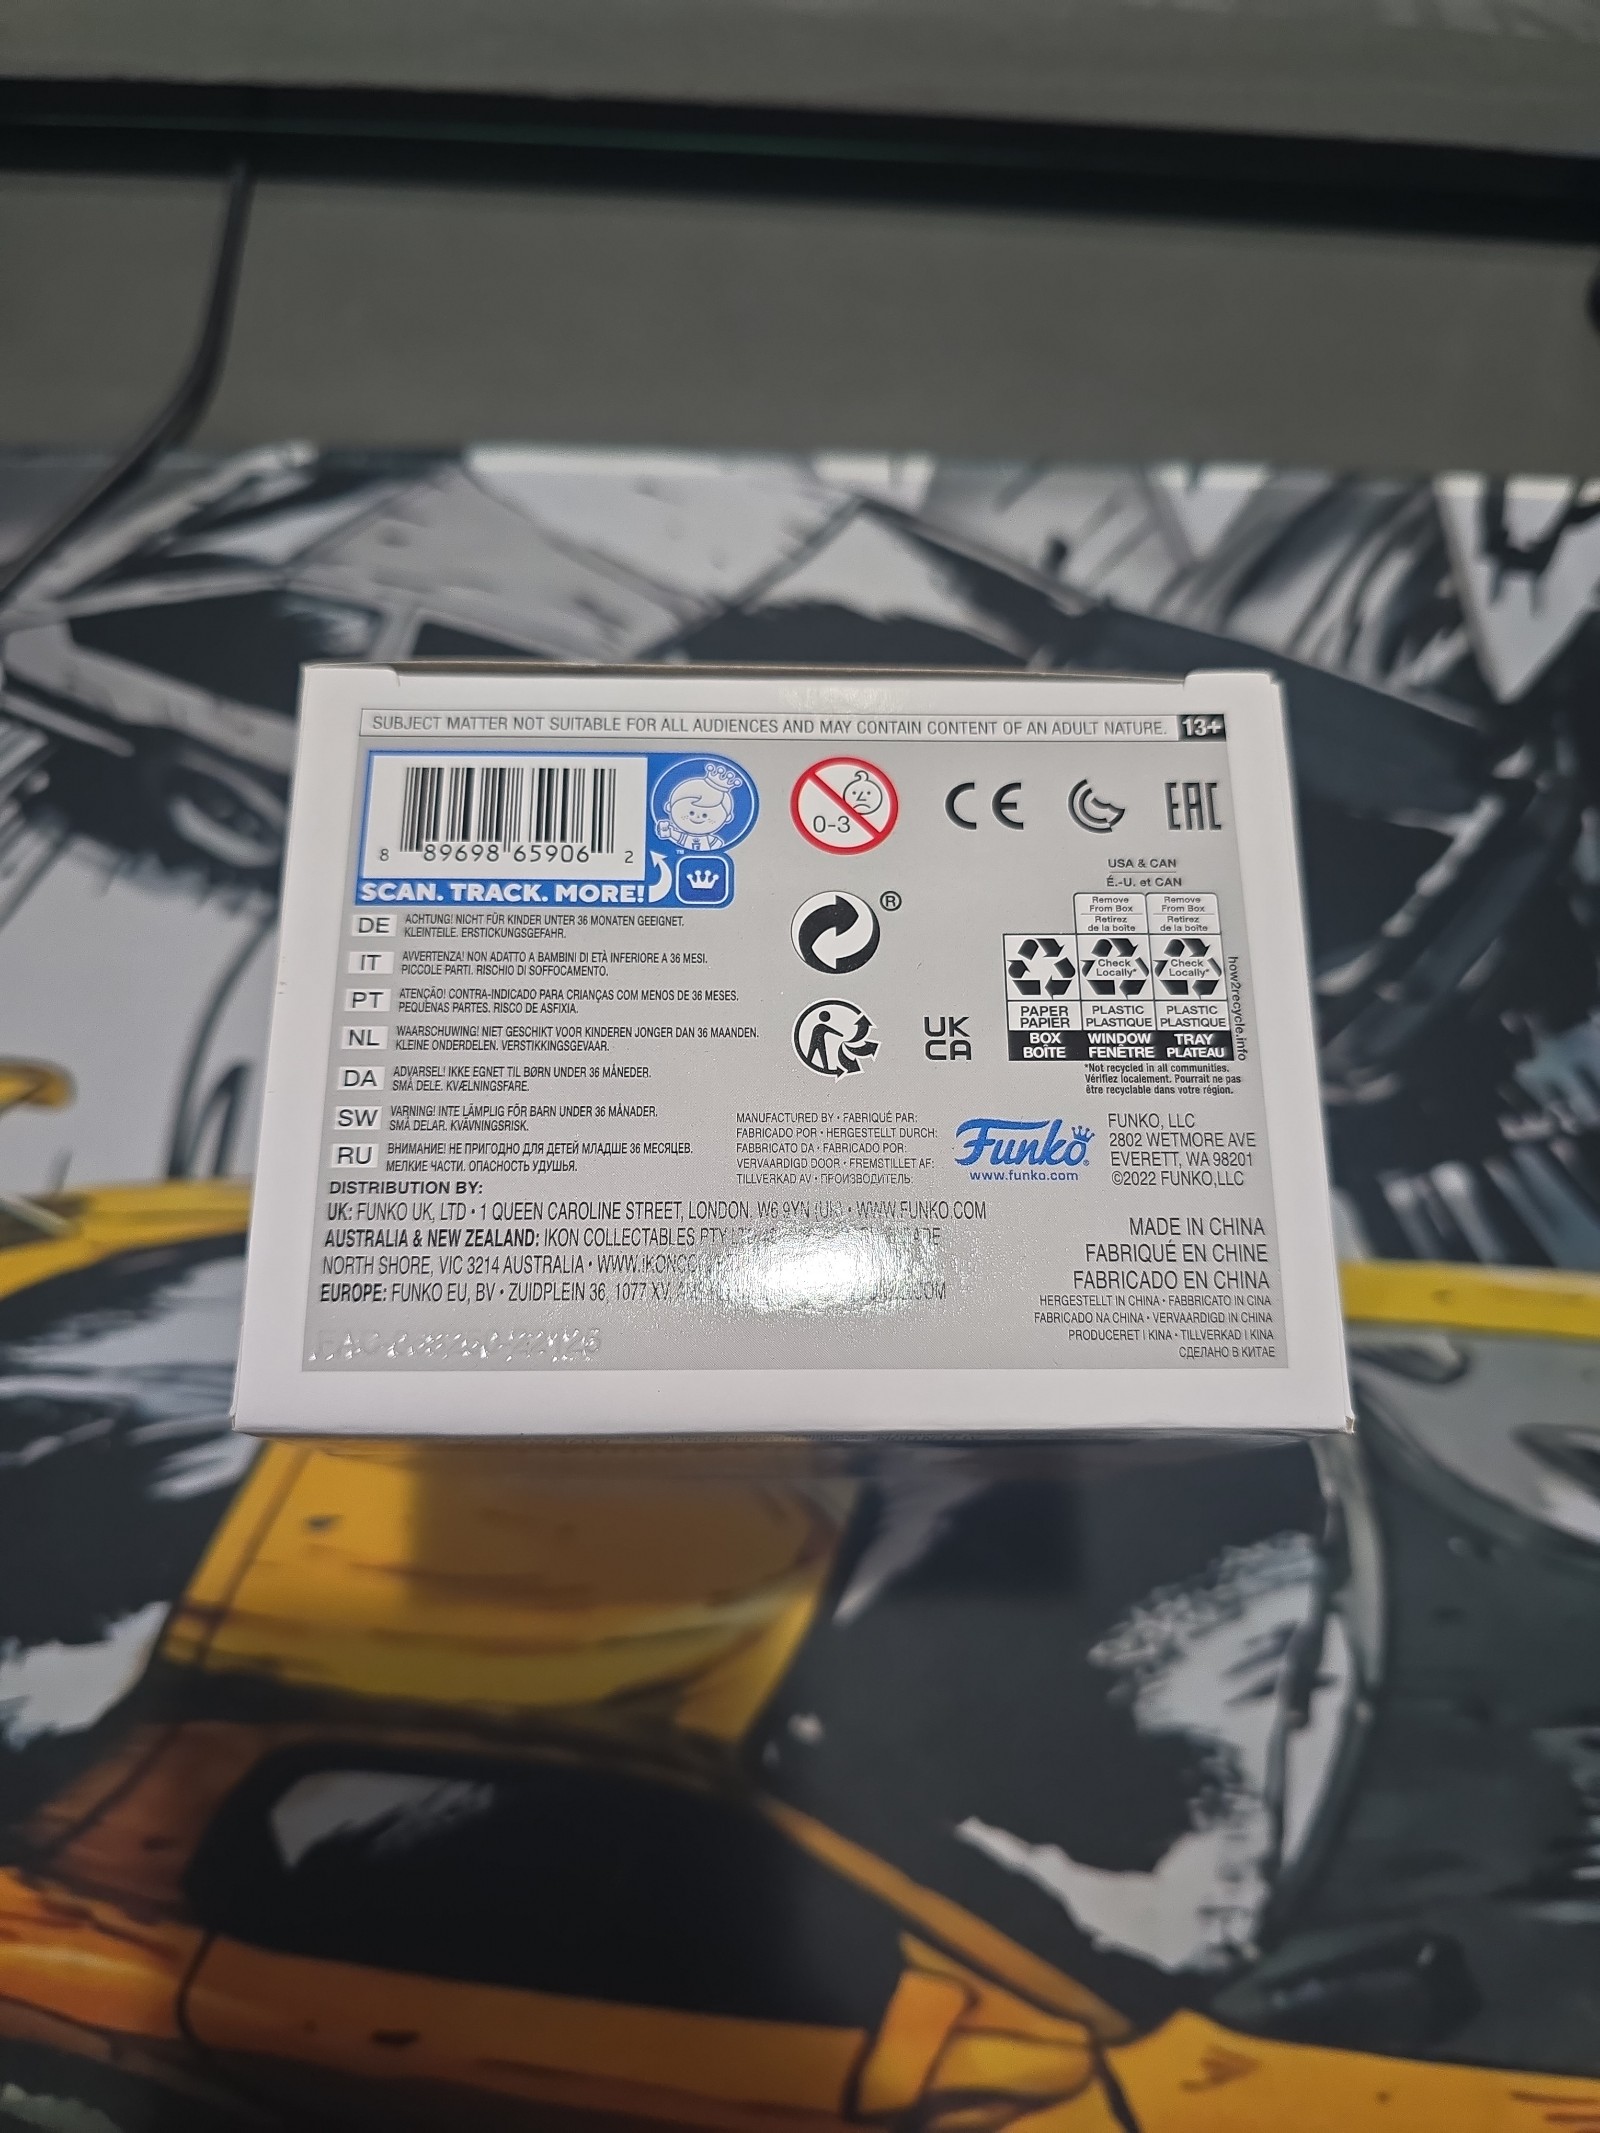 SUBJECT MATTER NOT SUITABLE FOR ALL AUDIENCES AND MAY CONTAIN CONTENT OF AN ADULT NATURE. 13+
8 89698 65906 2
SCAN. TRACK. MORE!
™
0-3
CE
EAC
DE ACHTUNG! NICHT FÜR KINDER UNTER 36 MONATEN GEEIGNET.
KLEINTEILE. ERSTICKUNGSGEFAHR.
IT AVVERTENZA! NON ADATTO A BAMBINI DI ETÀ INFERIORE A 36 MESI.
PICCOLE PARTI. RISCHIO DI SOFFOCAMENTO.
PT ATENÇÃO! CONTRA-INDICADO PARA CRIANÇAS COM MENOS DE 36 MESES.
PEQUENAS PARTES. RISCO DE ASFIXIA.
NL WAARSCHUWING! NIET GESCHIKT VOOR KINDEREN JONGER DAN 36 MAANDEN.
KLEINE ONDERDELEN. VERSTIKKINGSGEVAAR.
DA ADVARSEL! IKKE EGNET TIL BØRN UNDER 36 MÅNEDER.
SMÅ DELE. KVÆLNINGSFARE.
SW VARNING! INTE LÄMPLIG FÖR BARN UNDER 36 MÅNADER.
SMÅ DELAR. KVÄVNINGSRISK.
RU ВНИМАНИЕ! НЕ ПРИГОДНО ДЛЯ ДЕТЕЙ МЛАДШЕ 36 МЕСЯЦЕВ.
МЕЛКИЕ ЧАСТИ. ОПАСНОСТЬ УДУШЬЯ.
®
UK
CA
USA & CAN
É.-U. et CAN
Remove
From Box
Retirez
de la boîte
Remove
From Box
Retirez
de la boîte
Check
Locally*
Check
Locally*
PAPER
PAPIER
PLASTIC
PLASTIQUE
PLASTIC
PLASTIQUE
BOX
BOÎTE
WINDOW
FENÊTRE
TRAY
PLATEAU
how2recycle.info
*Not recycled in all communities.
Vérifiez localement. Pourrait ne pas
être recyclable dans votre région.
MANUFACTURED BY • FABRIQUÉ PAR:
FABRICADO POR • HERGESTELLT DURCH:
FABBRICATO DA • FABRICADO POR:
VERVAARDIGD DOOR • FREMSTILLET AF:
TILLVERKAD AV • ПРОИЗВОДИТЕЛЬ:
Funko®
www.funko.com
FUNKO, LLC
2802 WETMORE AVE
EVERETT, WA 98201
©2022 FUNKO,LLC
DISTRIBUTION BY:
UK: FUNKO UK, LTD • 1 QUEEN CAROLINE STREET, LONDON. W6 9YN (UK) • WWW.FUNKO.COM
AUSTRALIA & NEW ZEALAND: IKON COLLECTABLES PTY
NORTH SHORE, VIC 3214 AUSTRALIA •
EUROPE: FUNKO EU, BV • ZUIDPLEIN 36, 1077 XV
MADE IN CHINA
FABRIQUÉ EN CHINE
FABRICADO EN CHINA
HERGESTELLT IN CHINA • FABBRICATO IN CINA
FABRICADO NA CHINA • VERVAARDIGD IN CHINA
PRODUCERET I KINA • TILLVERKAD I KINA
СДЕЛАНО В КИТАЕ